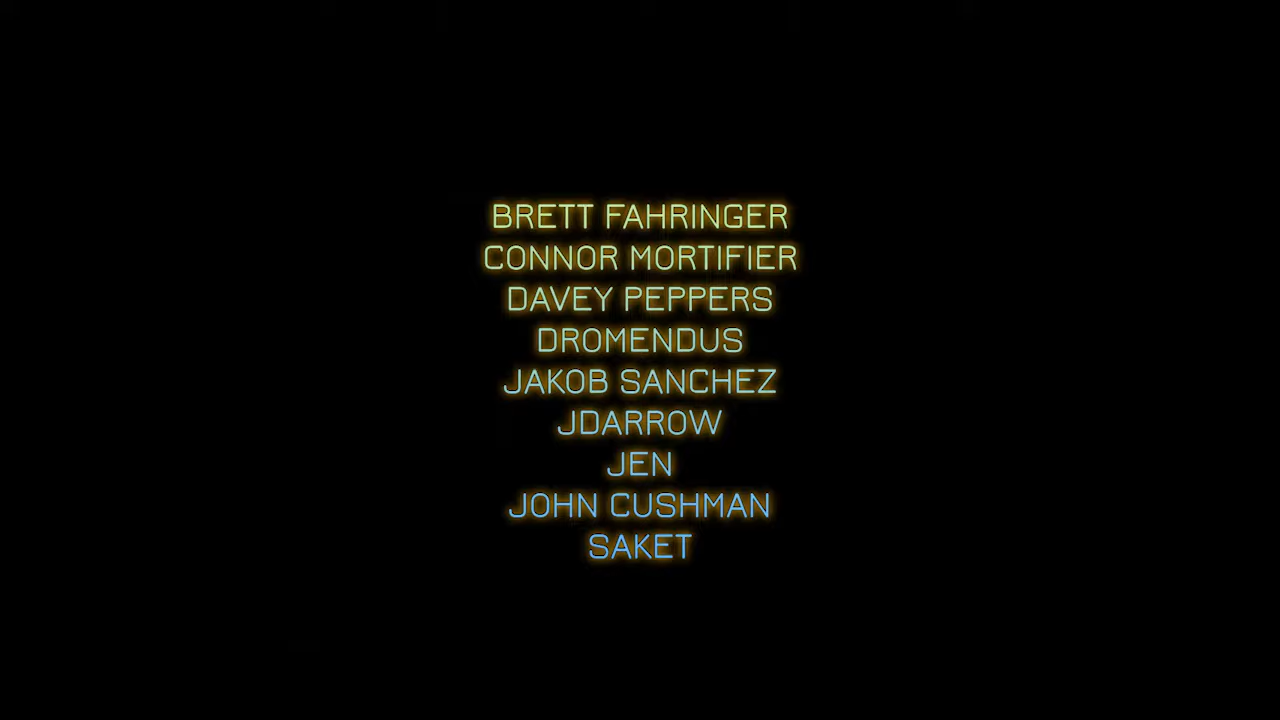 BRETT FAHRINGER
CONNOR MORTIFIER
DAVEY PEPPERS
DROMENDUS
JAKOB SANCHEZ
JDARROW
JEN
JOHN CUSHMAN
SAKET